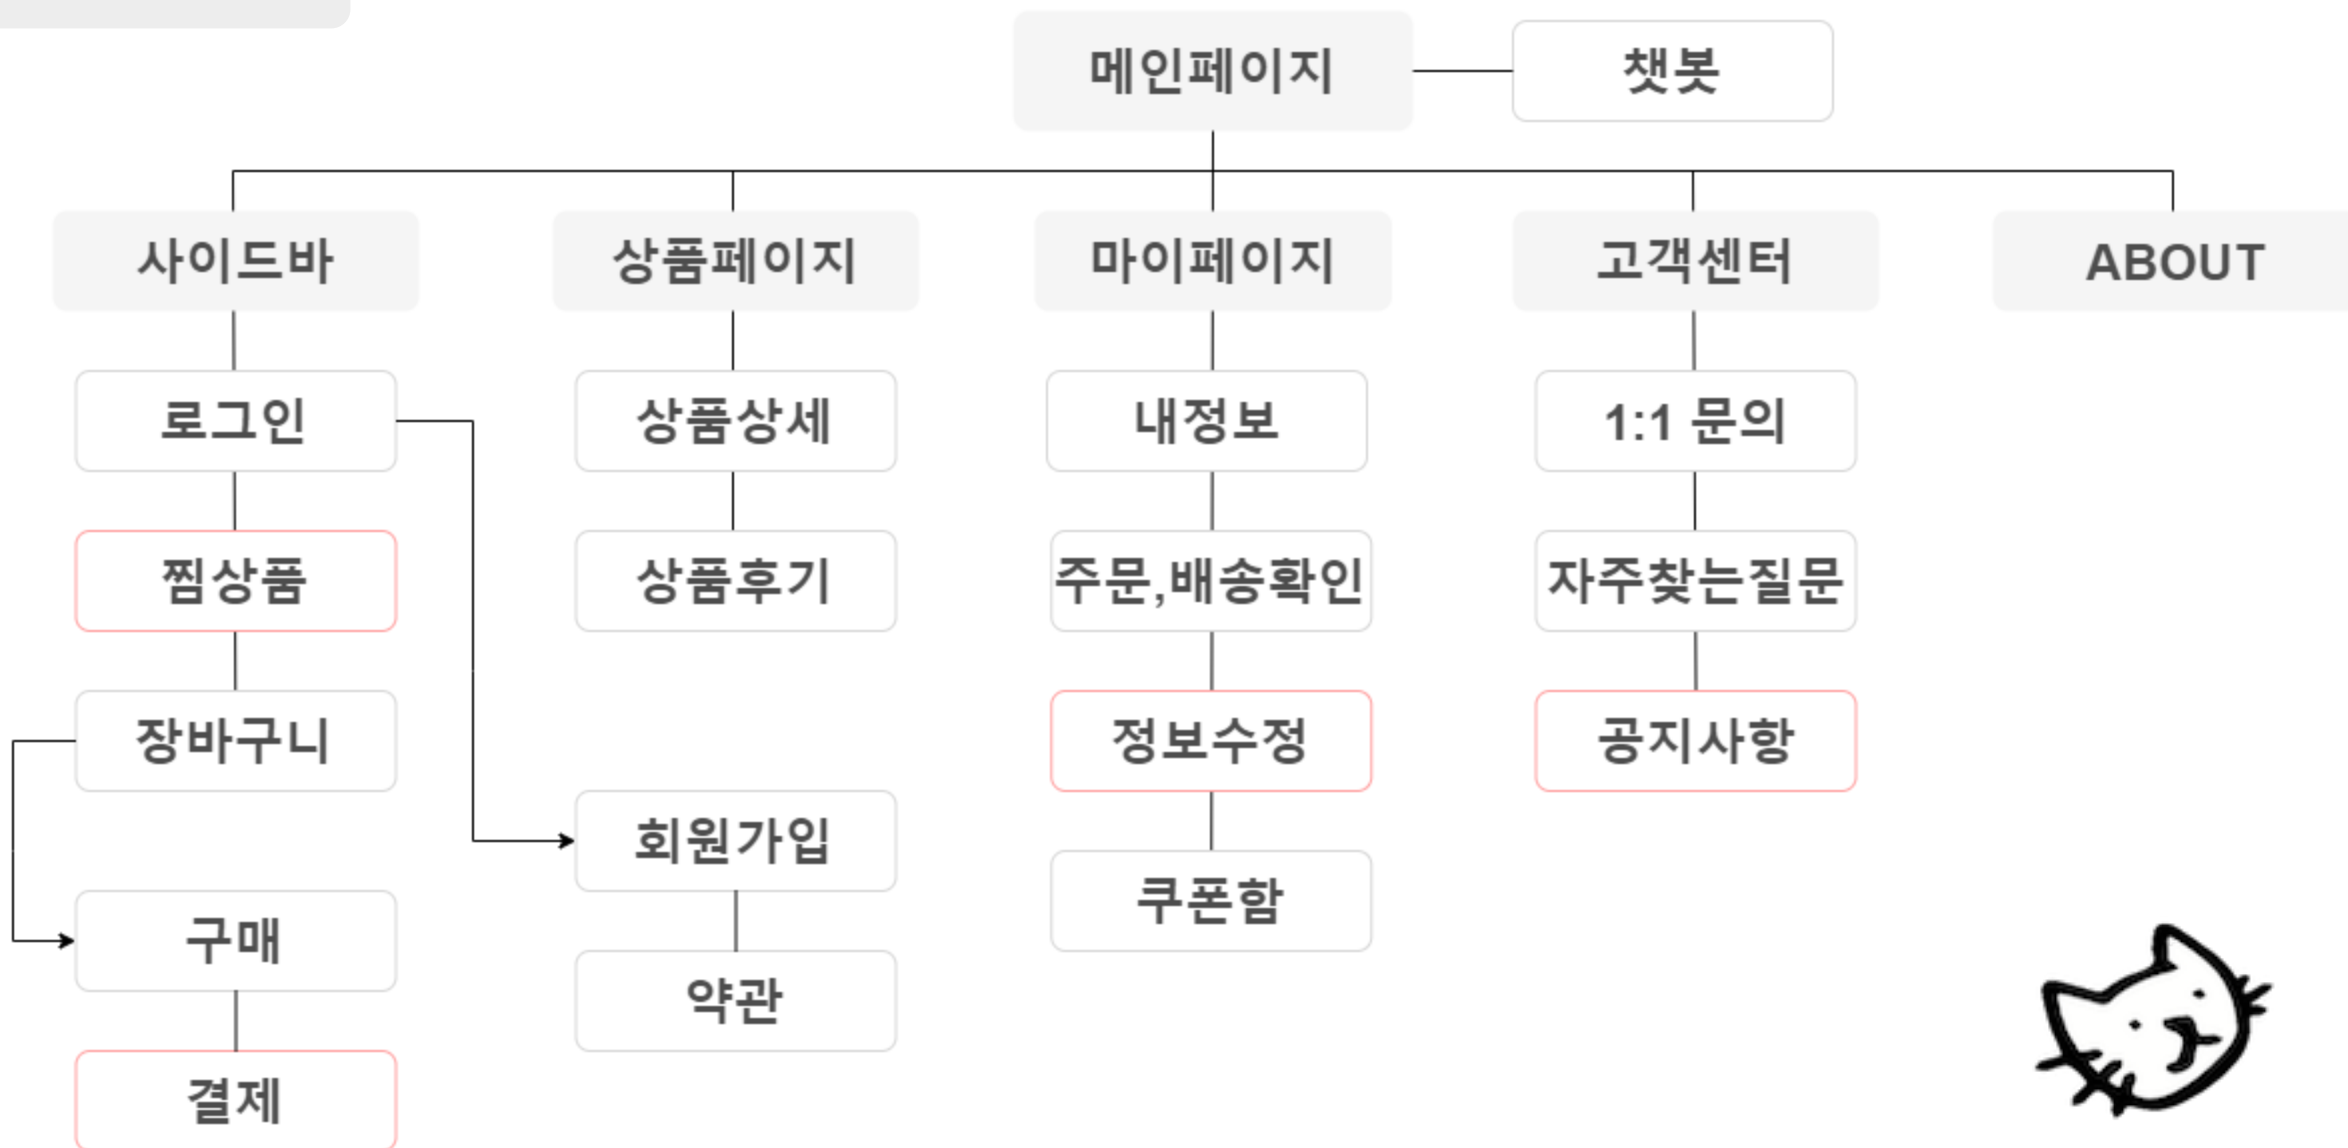 메인페이지
챗봇
사이드바
상품페이지
마이페이지
고객센터
ABOUT
로그인
상품상세
내정보
1:1 문의
찜상품
상품후기
주문,배송확인
자주찾는질문
장바구니
정보수정
공지사항
회원가입
쿠폰함
구매
약관
결제